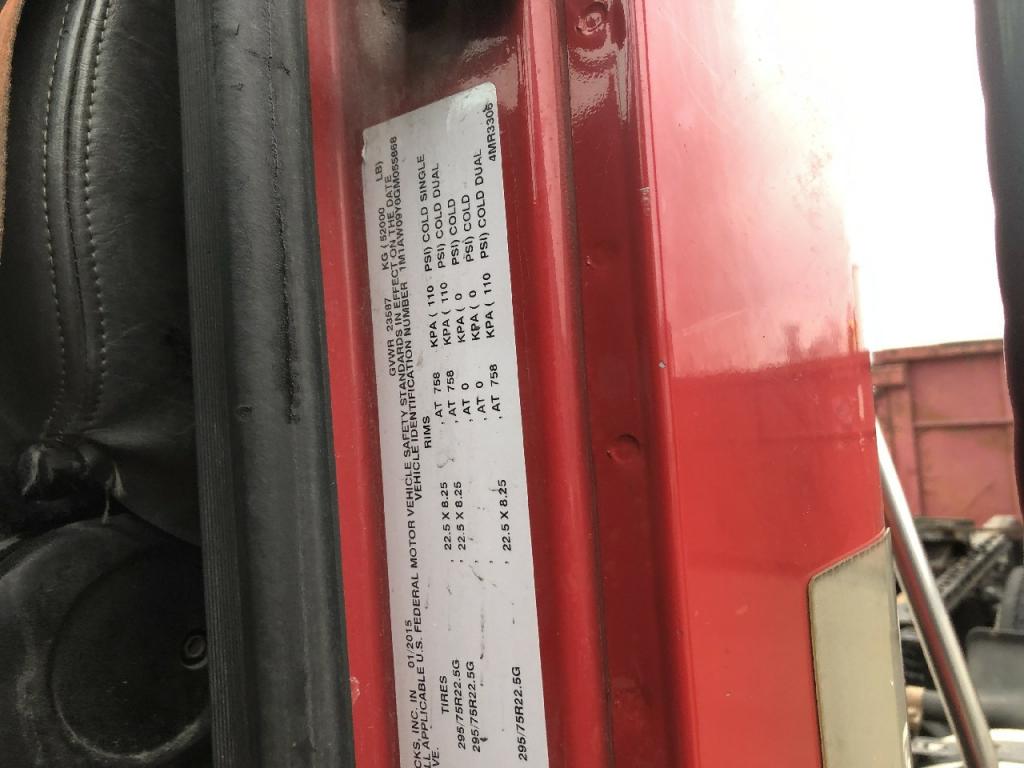 CKS, INC. IN 01/2015 GVWR 23587 KG ( 52000 LB)
LL APPLICABLE U.S. FEDERAL MOTOR VEHICLE SAFETY STANDARDS IN EFFECT ON THE DATE
VE. VEHICLE IDENTIFICATION NUMBER 1M1AW09Y0GM055868
TIRES RIMS
295/75R22.5G , 22.5 X 8.25 , AT 758 KPA ( 110 PSI) COLD SINGLE
295/75R22.5G , 22.5 X 8.25 , AT 758 KPA ( 110 PSI) COLD DUAL
, , AT 0 KPA ( 0 PSI) COLD
, AT 0 KPA ( 0 PSI) COLD
295/75R22.5G , 22.5 X 8.25 , AT 758 KPA ( 110 PSI) COLD DUAL
4MR3306